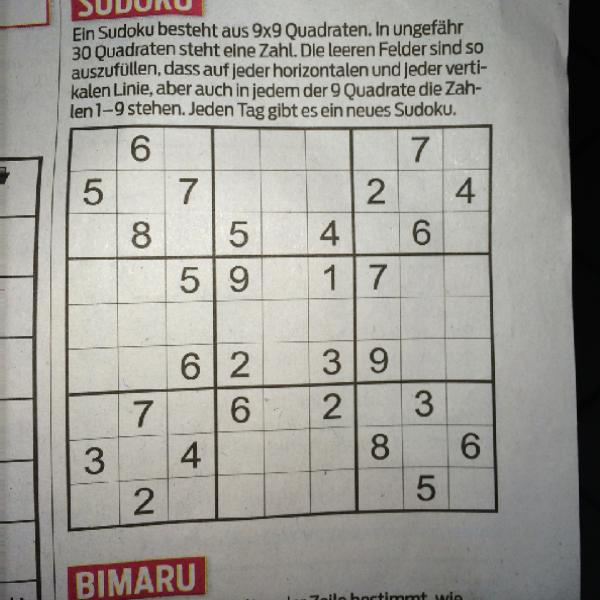 SUDOKU
Ein Sudoku besteht aus 9x9 Quadraten. In ungefähr
30 Quadraten steht eine Zahl. Die leeren Felder sind so
auszufüllen, dass auf jeder horizontalen und jeder verti-
kalen Linie, aber auch in jedem der 9 Quadrate die Zah-
len 1–9 stehen. Jeden Tag gibt es ein neues Sudoku.
6 7
5 7 2 4
8 5 4 6
5 9 1 7
6 2 3 9
7 6 2 3
3 4 8 6
2 5
BIMARU
Zeile bestimmt, wie